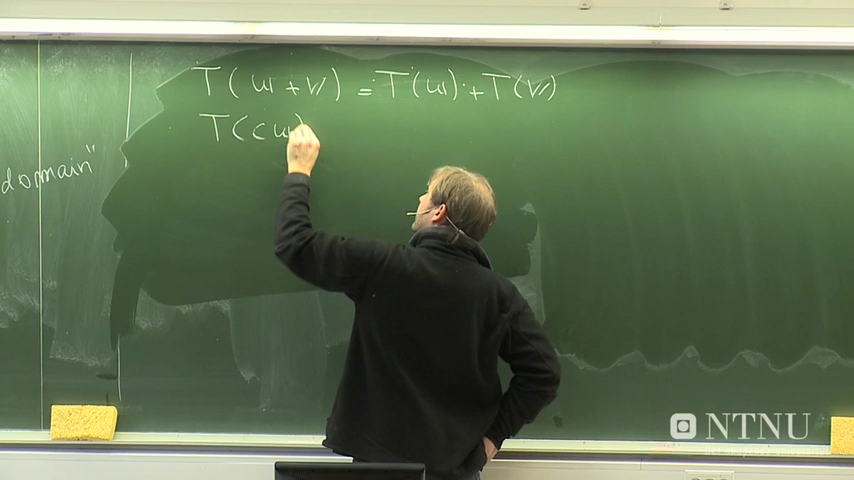 T(u+v) = T(u) + T(v)
T(cu)
domain"
NTNU